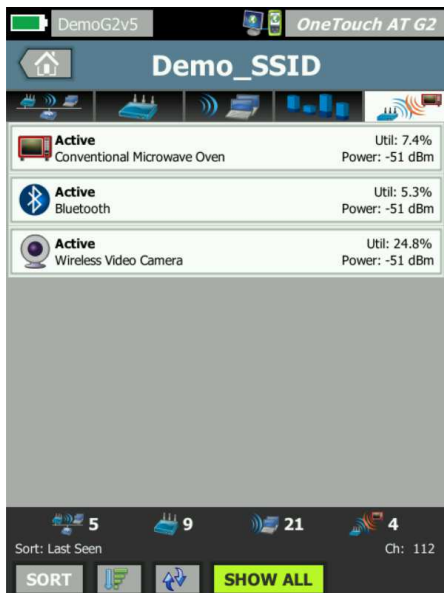 DemoG2v5 OneTouch AT G2
Demo_SSID
Active Util: 7.4%
Conventional Microwave Oven Power: -51 dBm
Active Util: 5.3%
Bluetooth Power: -51 dBm
Active Util: 24.8%
Wireless Video Camera Power: -51 dBm
5 9 21 4
Sort: Last Seen Ch: 112
SORT SHOW ALL